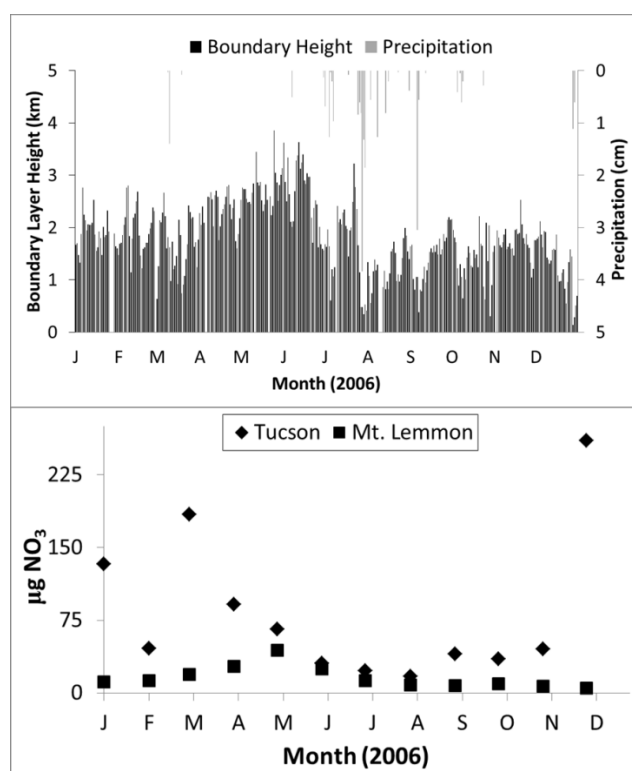 ■ Boundary Height ■ Precipitation
Boundary Layer Height (km)
5
4
3
2
1
0
Precipitation (cm)
0
1
2
3
4
5
J F M A M J J A S O N D
Month (2006)
◆ Tucson ■ Mt. Lemmon
µg NO₃
225
150
75
0
J F M A M J J A S O N D
Month (2006)